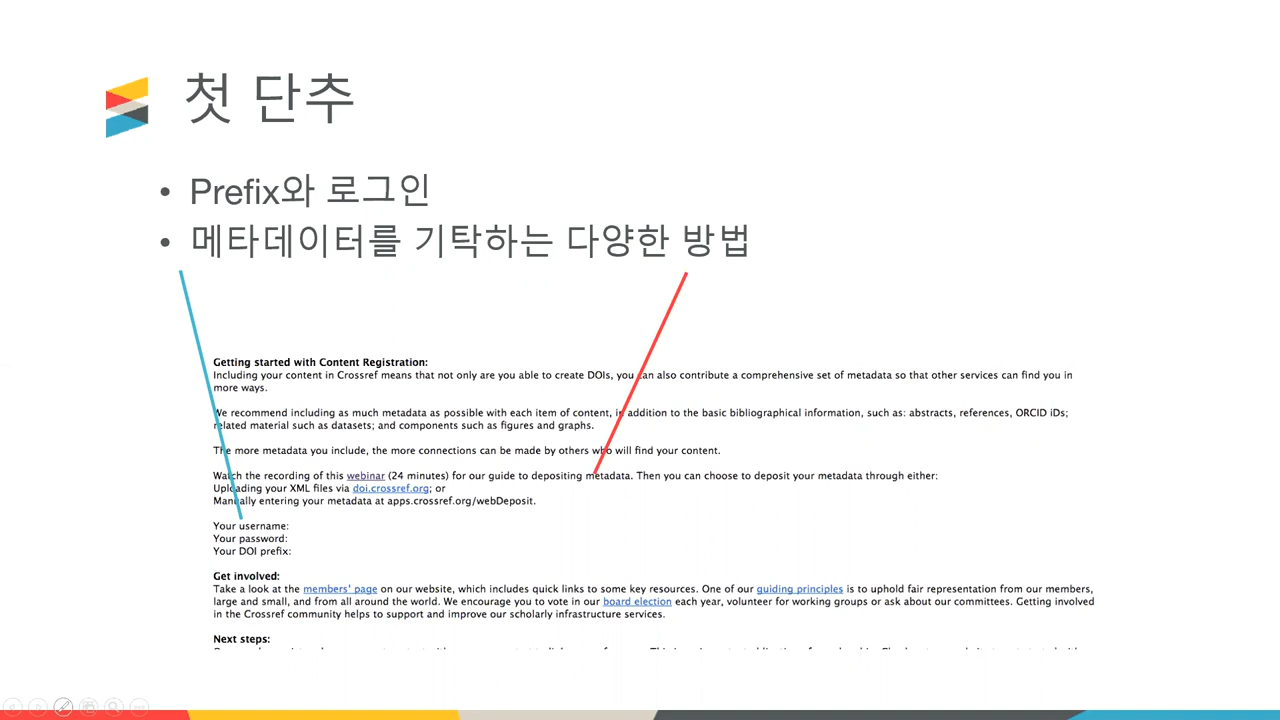 첫 단추
• Prefix와 로그인
• 메타데이터를 기탁하는 다양한 방법
Getting started with Content Registration:
Including your content in Crossref means that not only are you able to create DOIs, you can also contribute a comprehensive set of metadata so that other services can find you in
more ways.
We recommend including as much metadata as possible with each item of content, in addition to the basic bibliographical information, such as: abstracts, references, ORCID iDs;
related material such as datasets; and components such as figures and graphs.
The more metadata you include, the more connections can be made by others who will find your content.
Watch the recording of this webinar (24 minutes) for our guide to depositing metadata. Then you can choose to deposit your metadata through either:
Uploading your XML files via doi.crossref.org; or
Manually entering your metadata at apps.crossref.org/webDeposit.
Your username:
Your password:
Your DOI prefix:
Get involved:
Take a look at the members' page on our website, which includes quick links to some key resources. One of our guiding principles is to uphold fair representation from our members,
large and small, and from all around the world. We encourage you to vote in our board election each year, volunteer for working groups or ask about our committees. Getting involved
in the Crossref community helps to support and improve our scholarly infrastructure services.
Next steps: